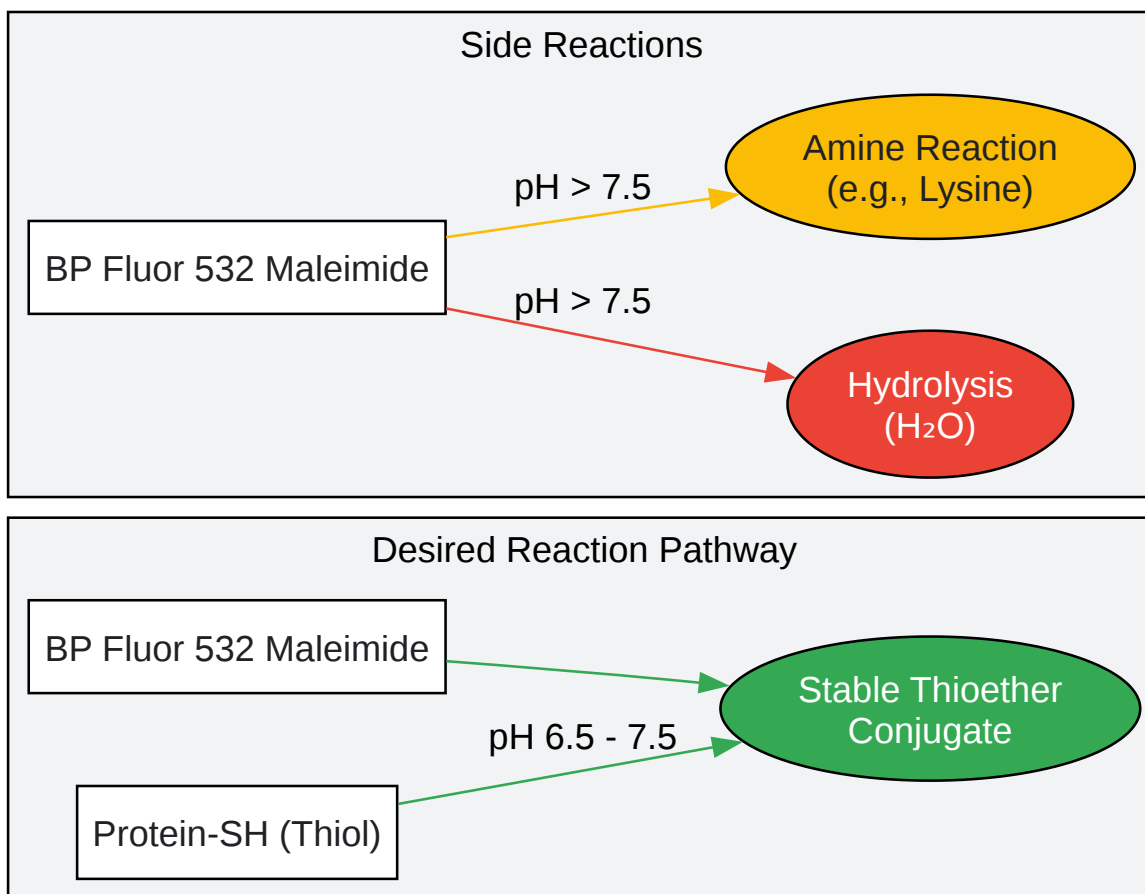 Side Reactions
Amine Reaction
(e.g., Lysine)
pH > 7.5
BP Fluor 532 Maleimide
pH > 7.5
Hydrolysis
(H₂O)
Desired Reaction Pathway
BP Fluor 532 Maleimide
Stable Thioether
Conjugate
pH 6.5 - 7.5
Protein-SH (Thiol)